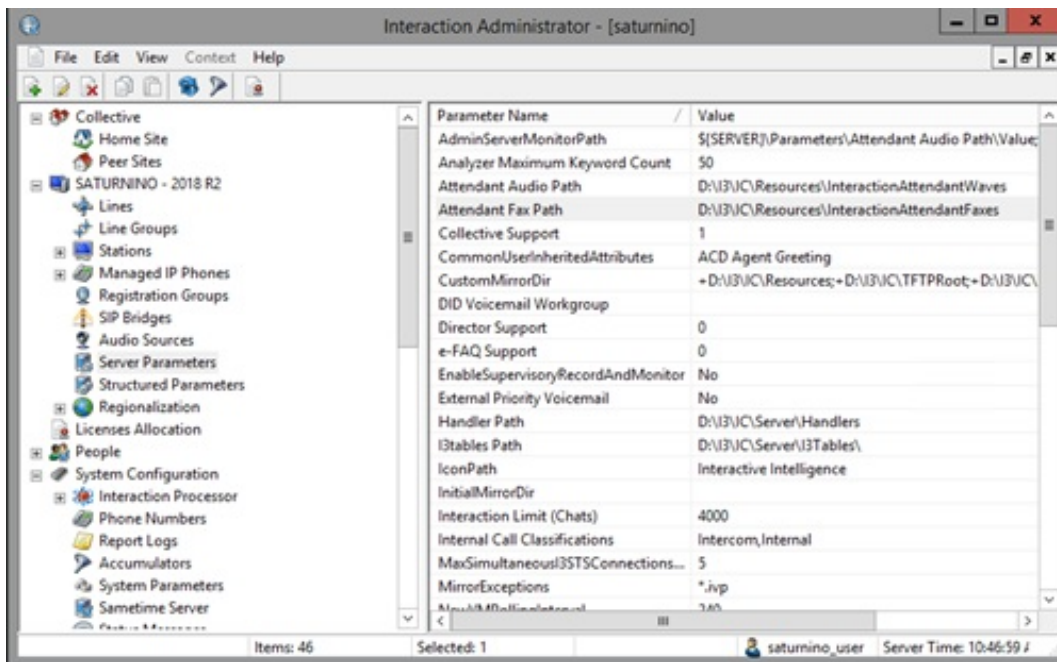 Interaction Administrator - [saturnino]
File Edit View Context Help
Collective
Home Site
Peer Sites
SATURNINO - 2018 R2
Lines
Line Groups
Stations
Managed IP Phones
Registration Groups
SIP Bridges
Audio Sources
Server Parameters
Structured Parameters
Regionalization
Licenses Allocation
People
System Configuration
Interaction Processor
Phone Numbers
Report Logs
Accumulators
System Parameters
Sametime Server
Parameter Name / Value
AdminServerMonitorPath $[SERVER]\Parameters\Attendant Audio Path\Value;
Analyzer Maximum Keyword Count 50
Attendant Audio Path D:\I3\IC\Resources\InteractionAttendantWaves
Attendant Fax Path D:\I3\IC\Resources\InteractionAttendantFaxes
Collective Support 1
CommonUserInheritedAttributes ACD Agent Greeting
CustomMirrorDir +D:\I3\IC\Resources;+D:\I3\IC\TFTPRoot;+D:\I3\IC\
DID Voicemail Workgroup
Director Support 0
e-FAQ Support 0
EnableSupervisoryRecordAndMonitor No
External Priority Voicemail No
Handler Path D:\I3\IC\Server\Handlers
I3tables Path D:\I3\IC\Server\I3Tables\
IconPath Interactive Intelligence
InitialMirrorDir
Interaction Limit (Chats) 4000
Internal Call Classifications Intercom,Internal
MaxSimultaneousI3STSConnections... 5
MirrorExceptions *.ivp
Items: 46 Selected: 1 saturnino_user Server Time: 10:46:59